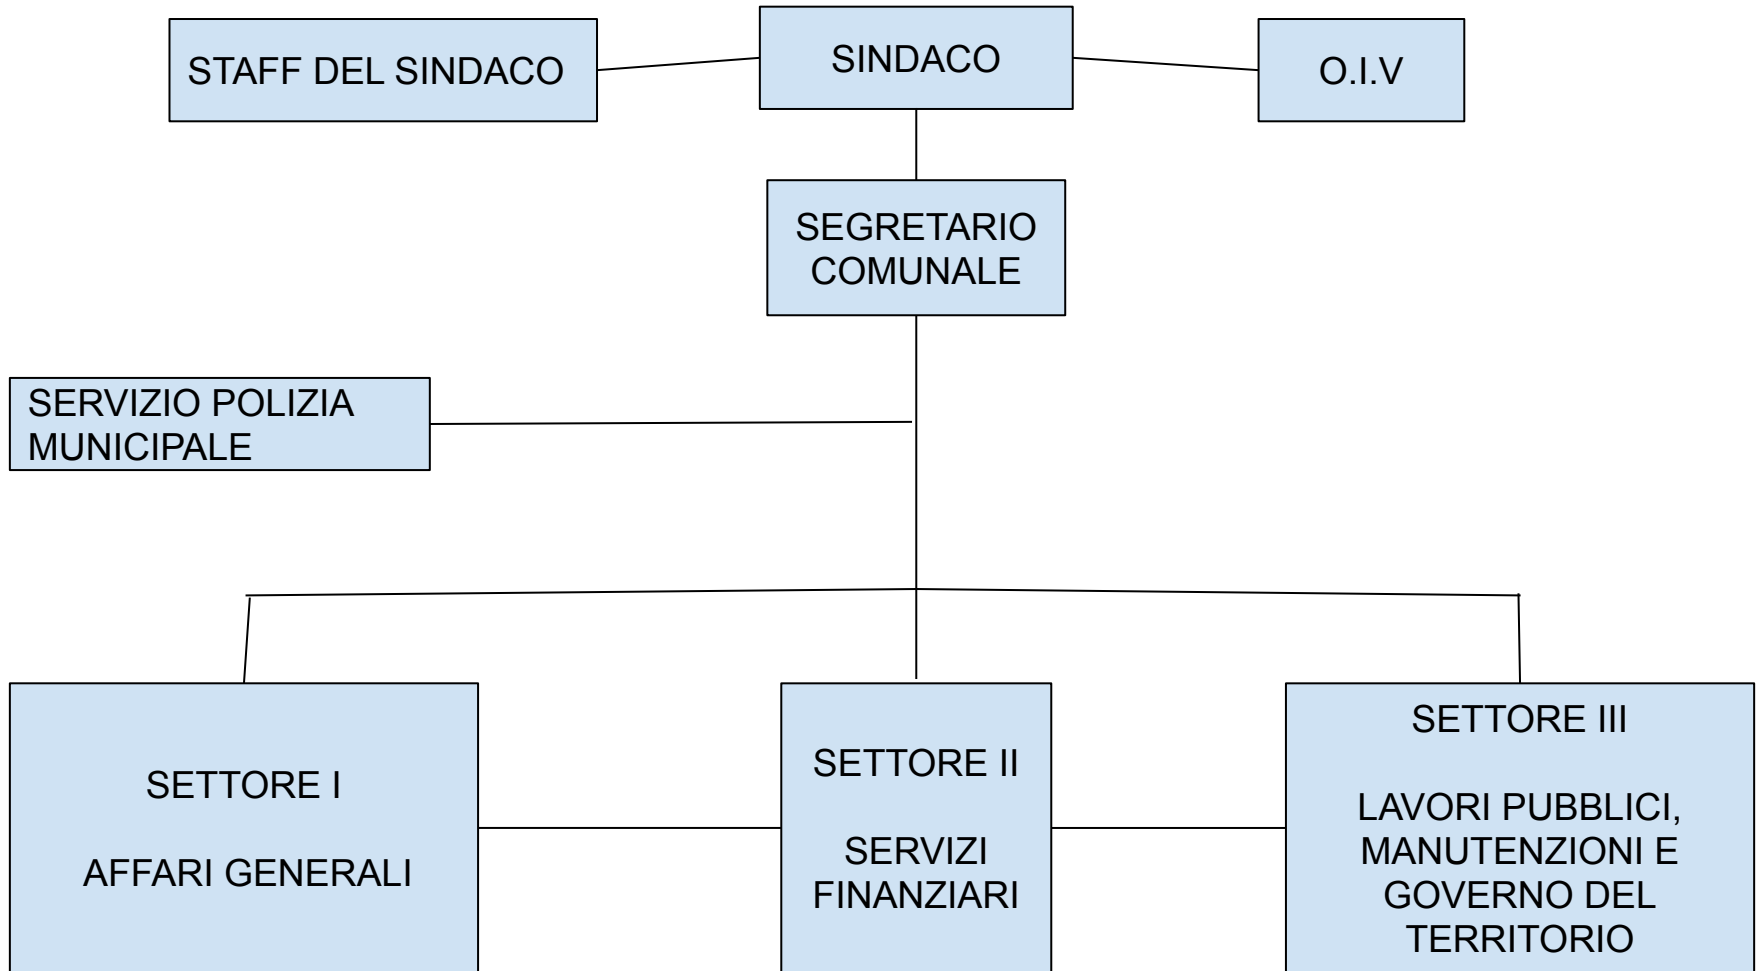 STAFF DEL SINDACO
SINDACO
O.I.V
SEGRETARIO
COMUNALE
SERVIZIO POLIZIA
MUNICIPALE
SETTORE I
AFFARI GENERALI
SETTORE II
SERVIZI
FINANZIARI
SETTORE III
LAVORI PUBBLICI,
MANUTENZIONI E
GOVERNO DEL
TERRITORIO